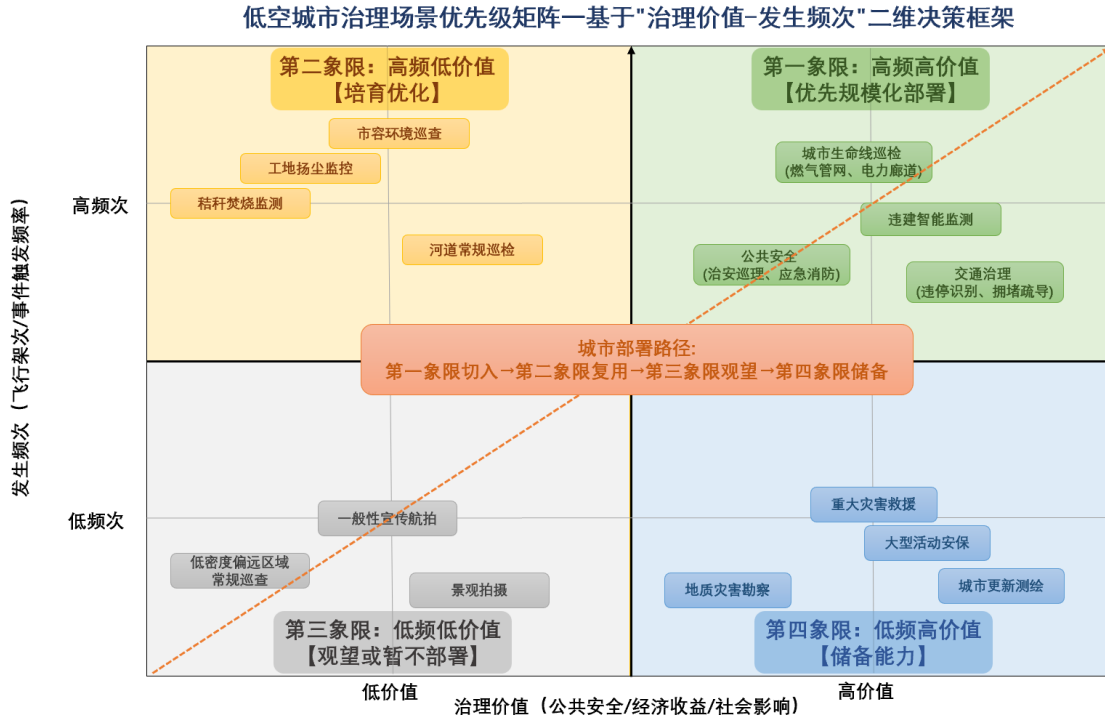 低空城市治理场景优先级矩阵—基于"治理价值-发生频次"二维决策框架
第二象限：高频低价值
【培育优化】
市容环境巡查
工地扬尘监控
秸秆焚烧监测
河道常规巡检
第一象限：高频高价值
【优先规模化部署】
城市生命线巡检
(燃气管网、电力廊道)
违建智能监测
公共安全
(治安巡理、应急消防)
交通治理
(违停识别、拥堵疏导)
高频次
发生频次（飞行架次/事件触发频率）
城市部署路径:
第一象限切入→第二象限复用→第三象限观望→第四象限储备
低频次
一般性宣传航拍
低密度偏远区域
常规巡查
景观拍摄
第三象限：低频低价值
【观望或暂不部署】
重大灾害救援
大型活动安保
地质灾害勘察
城市更新测绘
第四象限：低频高价值
【储备能力】
低价值
高价值
治理价值（公共安全/经济收益/社会影响）